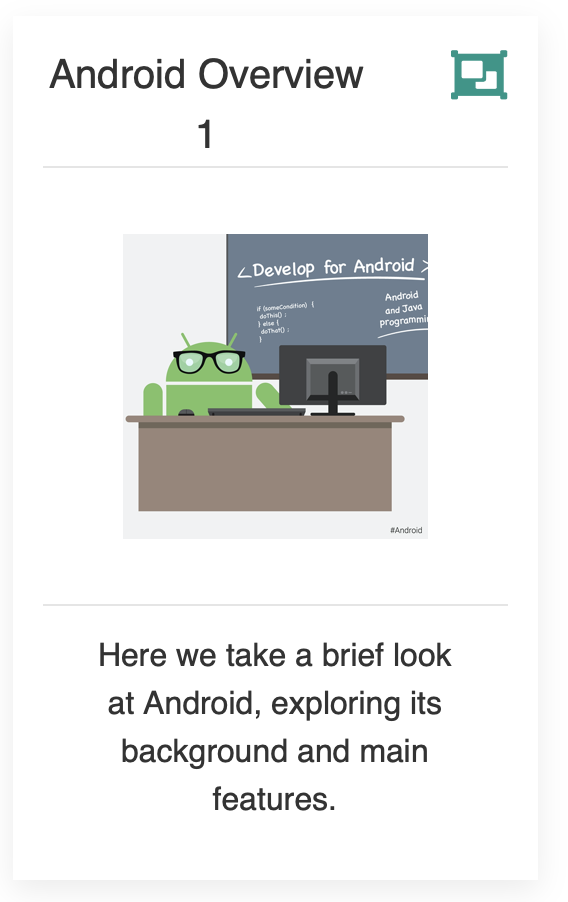 Android Overview
1
<Develop for Android >
if (someCondition) {
doThis() ;
} else {
doThat() ;
}
Android
and Java
programmi
#Android
Here we take a brief look
at Android, exploring its
background and main
features.